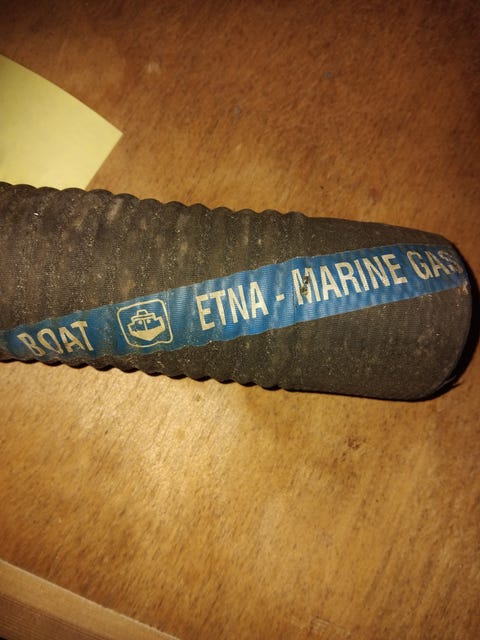 BOAT ETNA - MARINE GAS